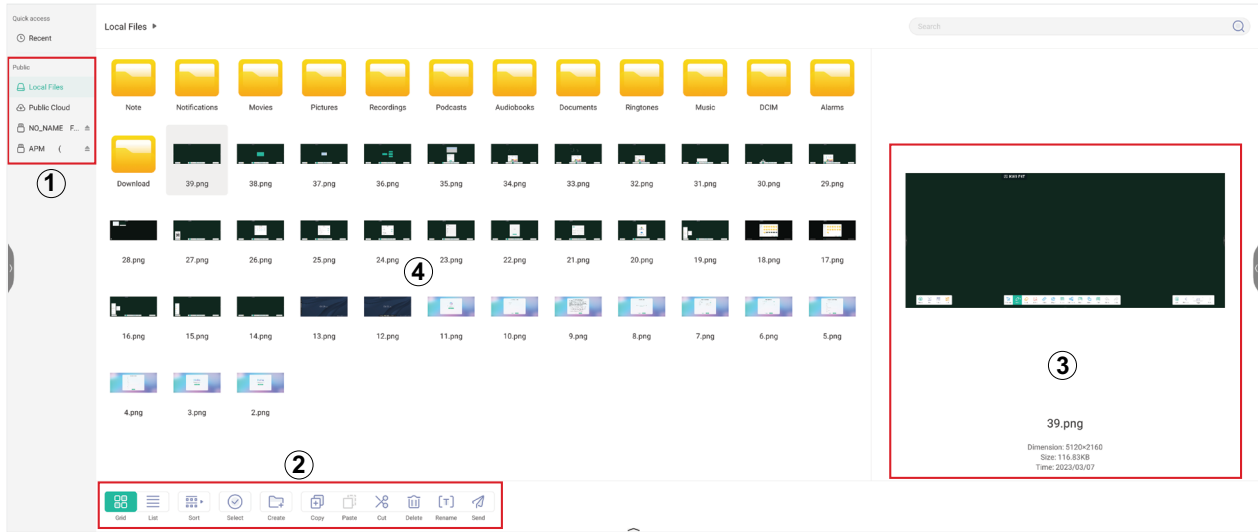 Quick access
Recent
Public
Local Files
Public Cloud
NO_NAME F...
APM (
1
Local Files
Search
Note Notifications Movies Pictures Recordings Podcasts Audiobooks Documents Ringtones Music DCIM Alarms
Download 39.png 38.png 37.png 36.png 35.png 34.png 33.png 32.png 31.png 30.png 29.png
28.png 27.png 26.png 25.png 24.png 23.png 22.png 21.png 20.png 19.png 18.png 17.png
4
16.png 15.png 14.png 13.png 12.png 11.png 10.png 9.png 8.png 7.png 6.png 5.png
4.png 3.png 2.png
2
Grid List Sort Select Create Copy Paste Cut Delete Rename Send
3
39.png
Dimension: 5120×2160
Size: 116.83KB
Time: 2023/03/07